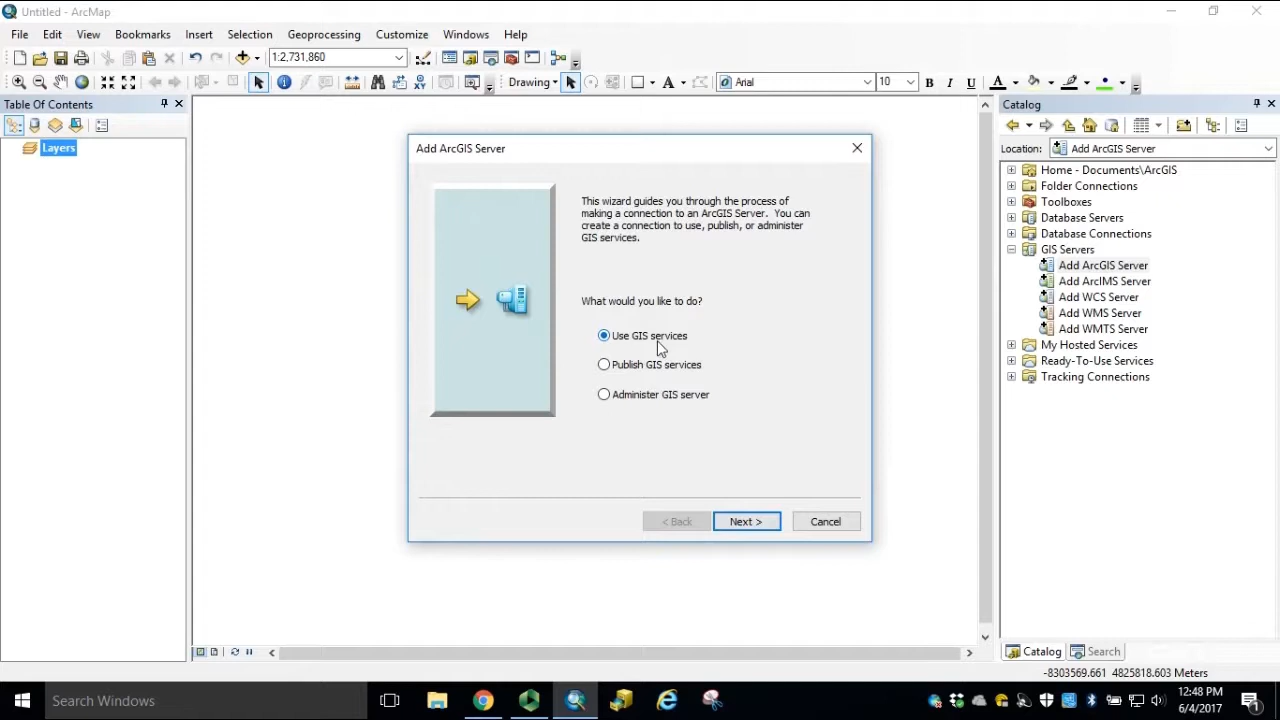 Untitled - ArcMap
File Edit View Bookmarks Insert Selection Geoprocessing Customize Windows Help
1:2,731,860
Drawing
Arial
10
B I U A
Table Of Contents
Layers
Add ArcGIS Server
This wizard guides you through the process of
making a connection to an ArcGIS Server. You can
create a connection to use, publish, or administer
GIS services.
What would you like to do?
Use GIS services
Publish GIS services
Administer GIS server
< Back Next > Cancel
Catalog
Location: Add ArcGIS Server
Home - Documents\ArcGIS
Folder Connections
Toolboxes
Database Servers
Database Connections
GIS Servers
Add ArcGIS Server
Add ArcIMS Server
Add WCS Server
Add WMS Server
Add WMTS Server
My Hosted Services
Ready-To-Use Services
Tracking Connections
Catalog Search
-8303569.661 4825818.603 Meters
Search Windows
12:48 PM
6/4/2017